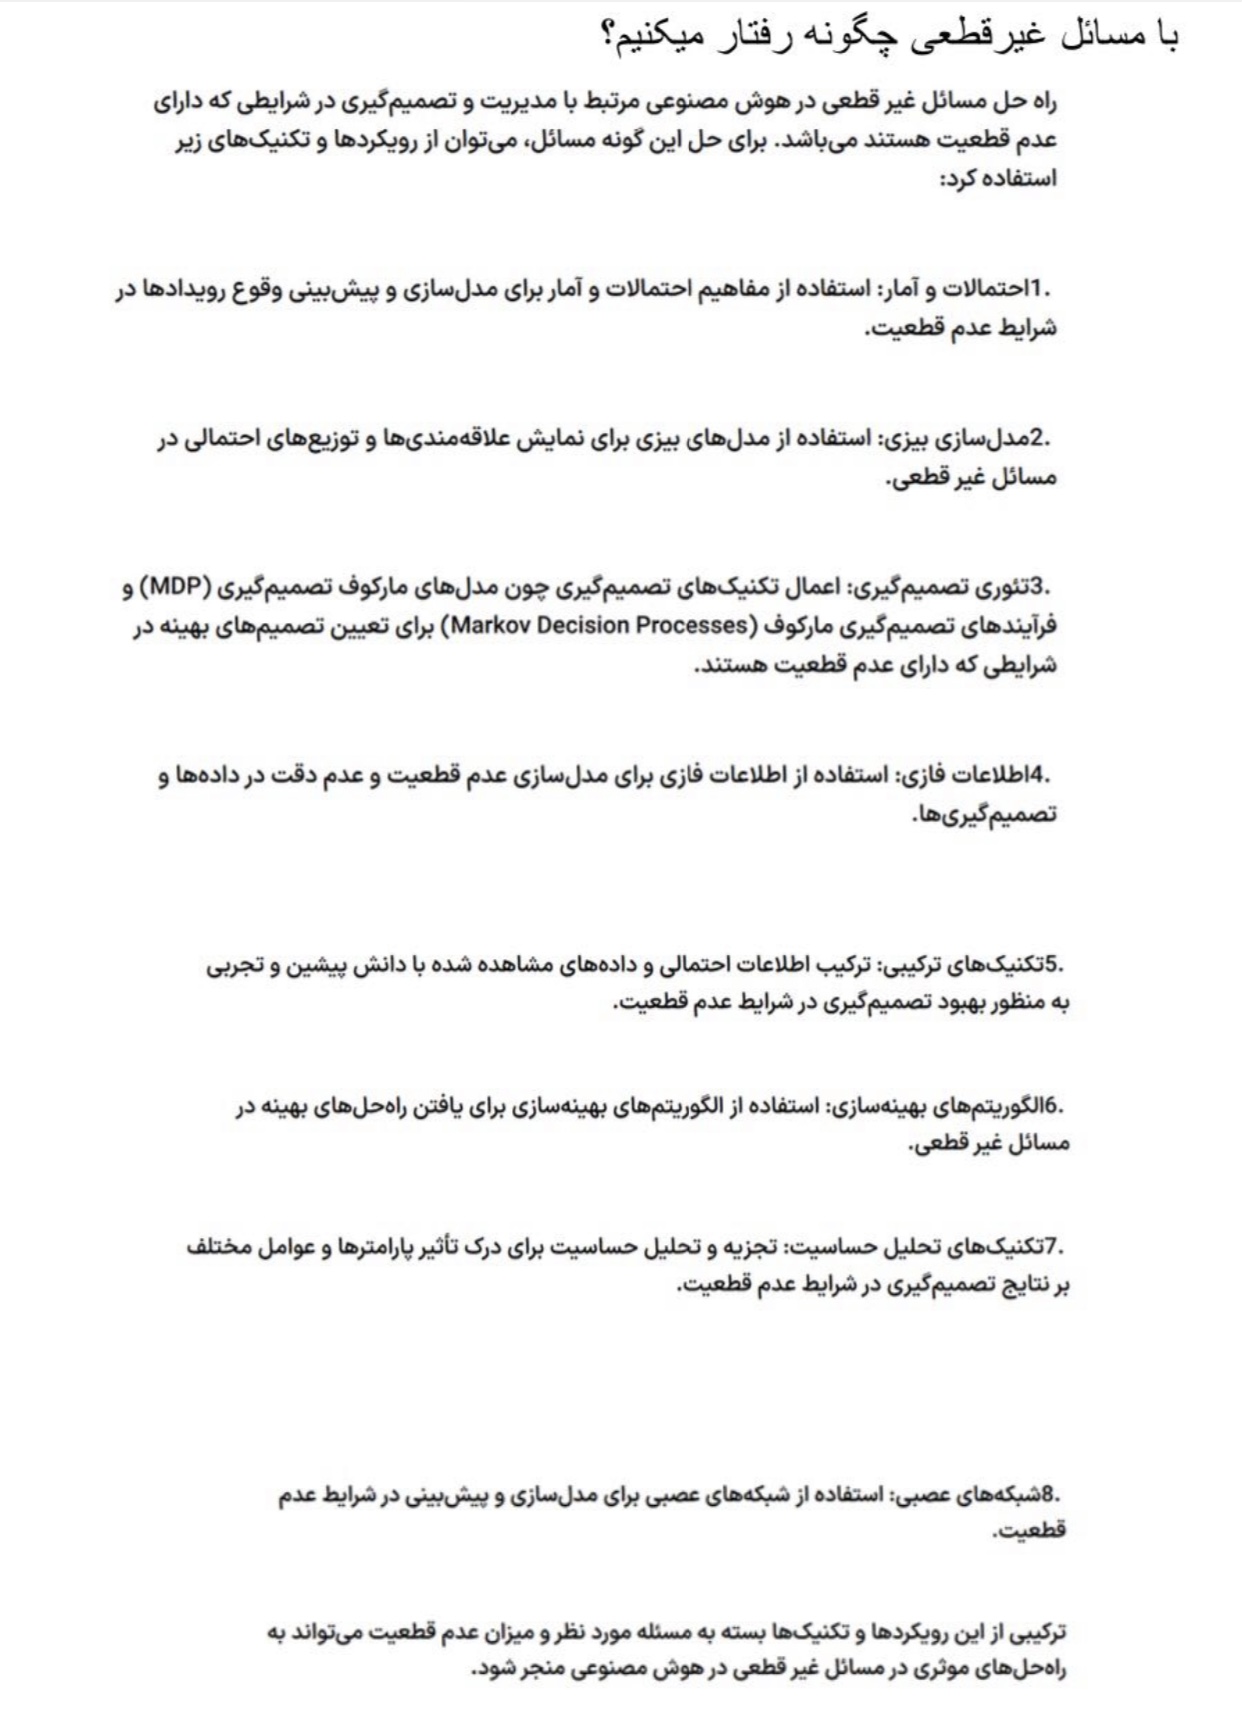 با مسائل غیرقطعی چگونه رفتار میکنیم؟
راه حل مسائل غیر قطعی در هوش مصنوعی مرتبط با مدیریت و تصمیم‌گیری در شرایطی که دارای
عدم قطعیت هستند می‌باشد. برای حل این گونه مسائل، می‌توان از رویکردها و تکنیک‌های زیر
استفاده کرد:
.1احتمالات و آمار: استفاده از مفاهیم احتمالات و آمار برای مدل‌سازی و پیش‌بینی وقوع رویدادها در
شرایط عدم قطعیت.
.2مدل‌سازی بیزی: استفاده از مدل‌های بیزی برای نمایش علاقه‌مندی‌ها و توزیع‌های احتمالی در
مسائل غیر قطعی.
.3تئوری تصمیم‌گیری: اعمال تکنیک‌های تصمیم‌گیری چون مدل‌های مارکوف تصمیم‌گیری (MDP) و
فرآیندهای تصمیم‌گیری مارکوف (Markov Decision Processes) برای تعیین تصمیم‌های بهینه در
شرایطی که دارای عدم قطعیت هستند.
.4اطلاعات فازی: استفاده از اطلاعات فازی برای مدل‌سازی عدم قطعیت و عدم دقت در داده‌ها و
تصمیم‌گیری‌ها.
.5تکنیک‌های ترکیبی: ترکیب اطلاعات احتمالی و داده‌های مشاهده شده با دانش پیشین و تجربی
به منظور بهبود تصمیم‌گیری در شرایط عدم قطعیت.
.6الگوریتم‌های بهینه‌سازی: استفاده از الگوریتم‌های بهینه‌سازی برای یافتن راه‌حل‌های بهینه در
مسائل غیر قطعی.
.7تکنیک‌های تحلیل حساسیت: تجزیه و تحلیل حساسیت برای درک تأثیر پارامترها و عوامل مختلف
بر نتایج تصمیم‌گیری در شرایط عدم قطعیت.
.8شبکه‌های عصبی: استفاده از شبکه‌های عصبی برای مدل‌سازی و پیش‌بینی در شرایط عدم
قطعیت.
ترکیبی از این رویکردها و تکنیک‌ها بسته به مسئله مورد نظر و میزان عدم قطعیت می‌تواند به
راه‌حل‌های موثری در مسائل غیر قطعی در هوش مصنوعی منجر شود.